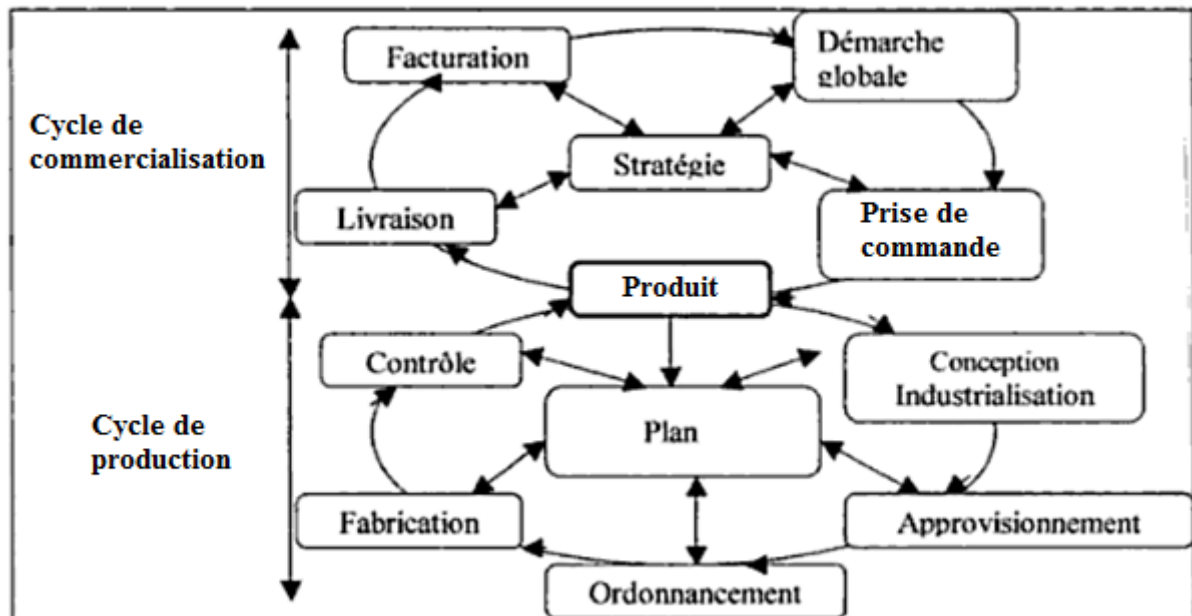 Facturation
Démarche
globale
Cycle de
commercialisation
Stratégie
Livraison
Prise de
commande
Produit
Contrôle
Conception
Industrialisation
Cycle de
production
Plan
Fabrication
Approvisionnement
Ordonnancement